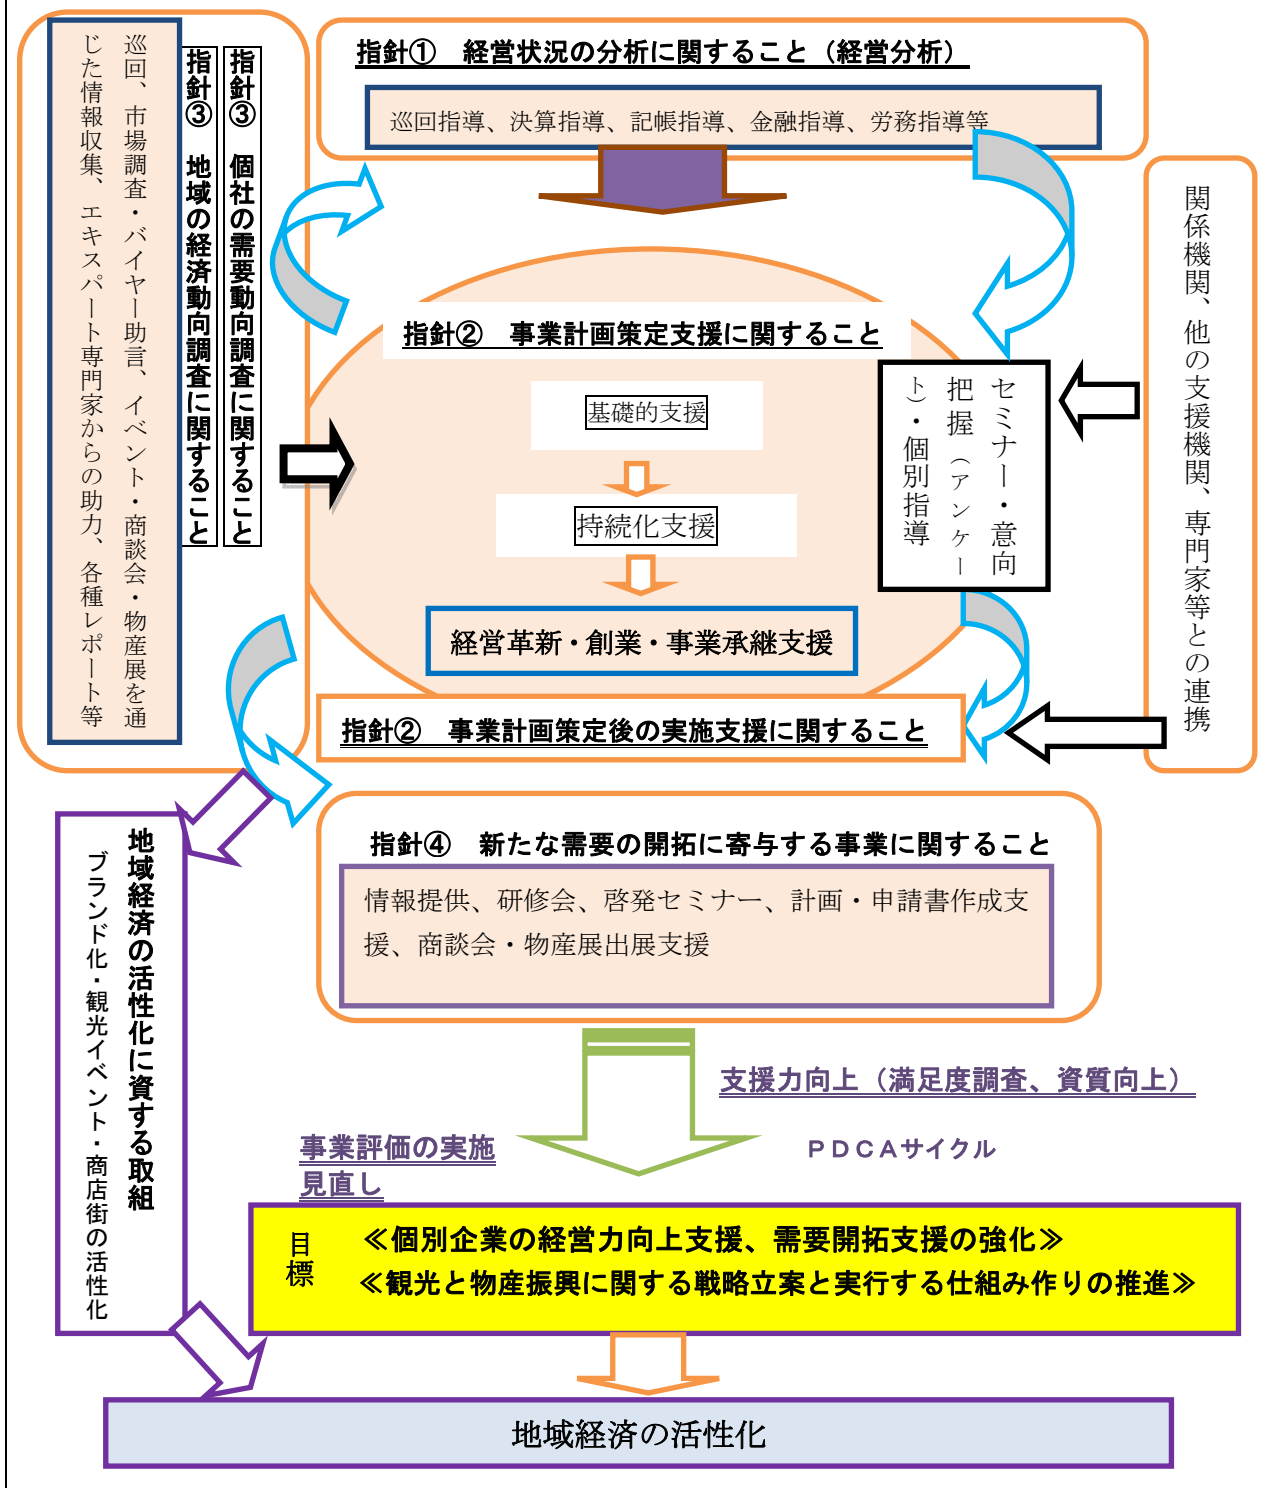 指針① 経営状況の分析に関すること（経営分析）
巡回指導、決算指導、記帳指導、金融指導、労務指導等
指針③ 個社の需要動向調査に関すること
指針③ 地域の経済動向調査に関すること
巡回、市場調査・バイヤー助言、イベント・商談会・物産展を通
じた情報収集、エキスパート専門家からの助力、各種レポート等
関係機関、他の支援機関、専門家等との連携
指針② 事業計画策定支援に関すること
基礎的支援
持続化支援
経営革新・創業・事業承継支援
セミナー・意向
把握（アンケー
ト）・個別指導
指針② 事業計画策定後の実施支援に関すること
指針④ 新たな需要の開拓に寄与する事業に関すること
情報提供、研修会、啓発セミナー、計画・申請書作成支
援、商談会・物産展出展支援
地域経済の活性化に資する取組
ブランド化・観光イベント・商店街の活性化
支援力向上（満足度調査、資質向上）
事業評価の実施
見直し
ＰＤＣＡサイクル
目標
≪個別企業の経営力向上支援、需要開拓支援の強化≫
≪観光と物産振興に関する戦略立案と実行する仕組み作りの推進≫
地域経済の活性化